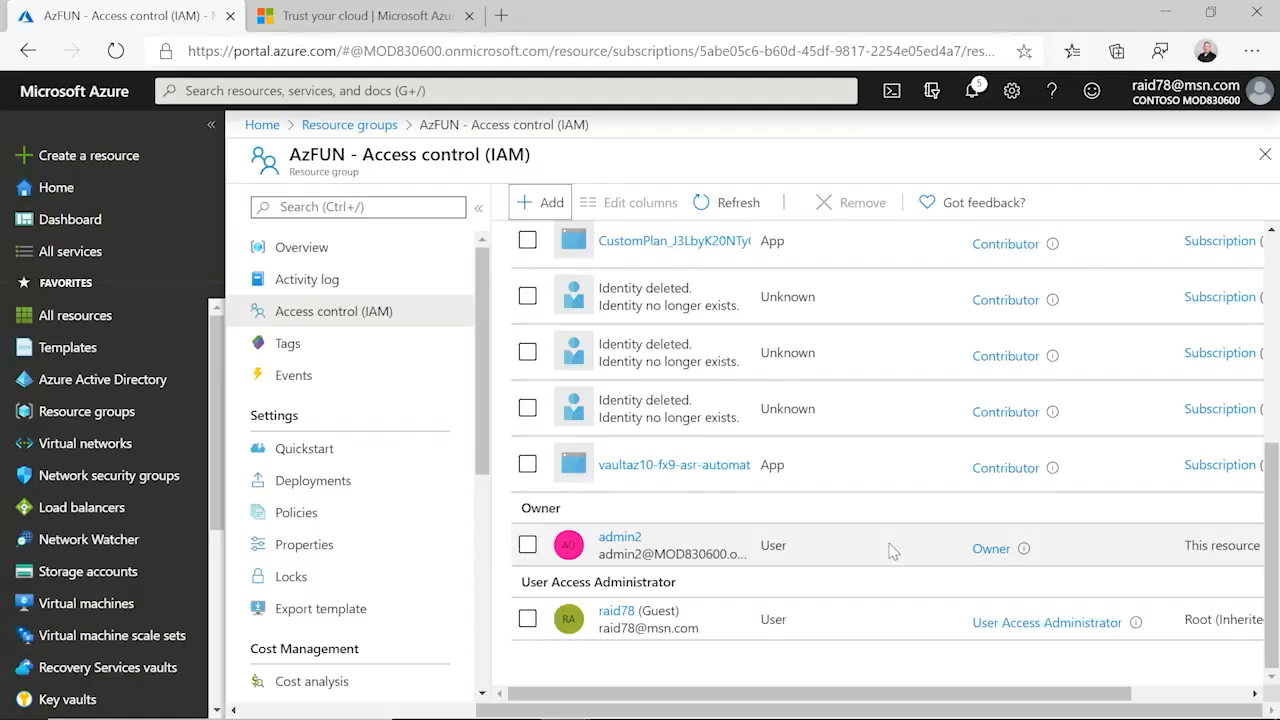 AzFUN - Access control (IAM) -
Trust your cloud | Microsoft Azu
https://portal.azure.com/#@MOD830600.onmicrosoft.com/resource/subscriptions/5abe05c6-b60d-45df-9817-2254e05ed4a7/res...
Microsoft Azure
Search resources, services, and docs (G+/)
5
raid78@msn.com
CONTOSO MOD830600
Create a resource
Home
Dashboard
All services
FAVORITES
All resources
Templates
Azure Active Directory
Resource groups
Virtual networks
Network security groups
Load balancers
Network Watcher
Storage accounts
Virtual machines
Virtual machine scale sets
Recovery Services vaults
Key vaults
Home > Resource groups > AzFUN - Access control (IAM)
AzFUN - Access control (IAM)
Resource group
Search (Ctrl+/)
Overview
Activity log
Access control (IAM)
Tags
Events
Settings
Quickstart
Deployments
Policies
Properties
Locks
Export template
Cost Management
Cost analysis
Add Edit columns Refresh Remove Got feedback?
CustomPlan_J3LbyK20NTy App Contributor Subscription (
Identity deleted.
Identity no longer exists. Unknown Contributor Subscription (
Identity deleted.
Identity no longer exists. Unknown Contributor Subscription (
Identity deleted.
Identity no longer exists. Unknown Contributor Subscription (
vaultaz10-fx9-asr-automat App Contributor Subscription (
Owner
AD admin2
admin2@MOD830600.o... User Owner This resource
User Access Administrator
RA raid78 (Guest)
raid78@msn.com User User Access Administrator Root (Inherite